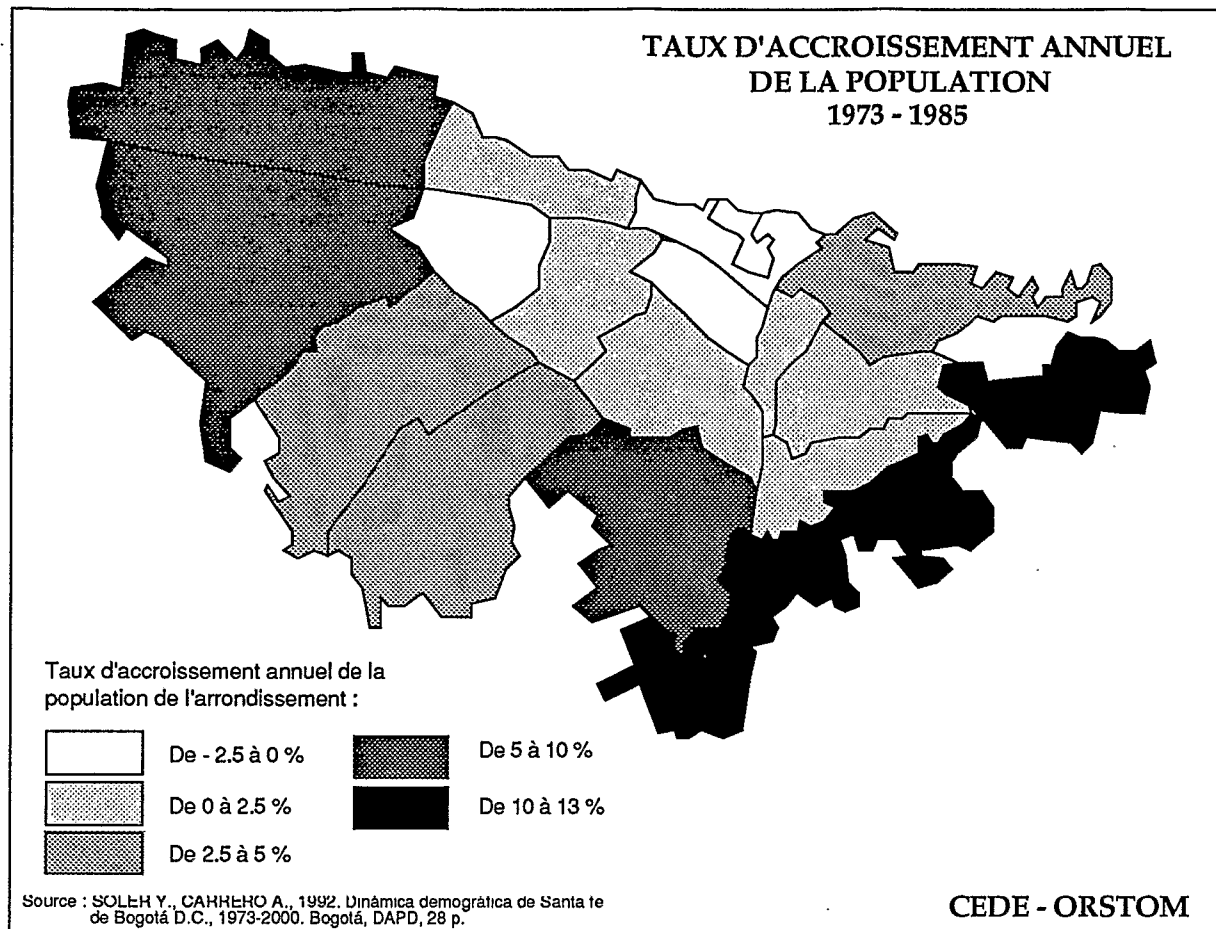 TAUX D'ACCROISSEMENT ANNUEL
DE LA POPULATION
1973 - 1985
Taux d'accroissement annuel de la
population de l'arrondissement :
De - 2.5 à 0 %
De 0 à 2.5 %
De 2.5 à 5 %
De 5 à 10 %
De 10 à 13 %
Source : SOLER Y., CARRERO A., 1992. Dinámica demográfica de Santa fe
de Bogotá D.C., 1973-2000. Bogotá, DAPD, 28 p.
CEDE - ORSTOM